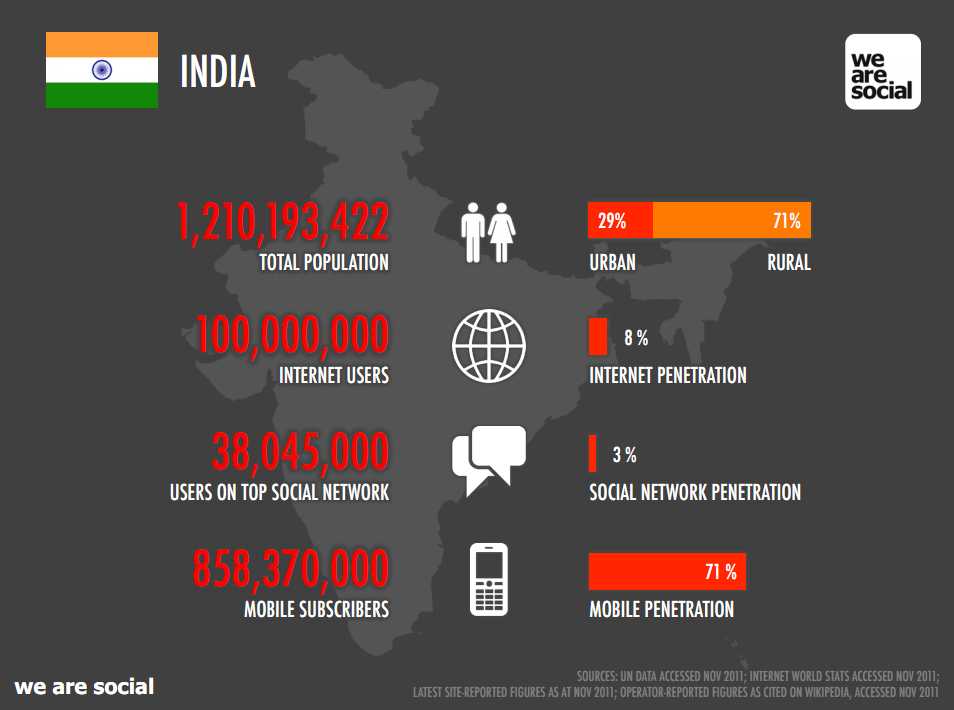 INDIA
we
are
social
1,210,193,422
TOTAL POPULATION
29%
71%
URBAN
RURAL
100,000,000
INTERNET USERS
8 %
INTERNET PENETRATION
38,045,000
USERS ON TOP SOCIAL NETWORK
3 %
SOCIAL NETWORK PENETRATION
858,370,000
MOBILE SUBSCRIBERS
71 %
MOBILE PENETRATION
we are social
SOURCES: UN DATA ACCESSED NOV 2011; INTERNET WORLD STATS ACCESSED NOV 2011;
LATEST SITE-REPORTED FIGURES AS AT NOV 2011; OPERATOR-REPORTED FIGURES AS CITED ON WIKIPEDIA, ACCESSED NOV 2011